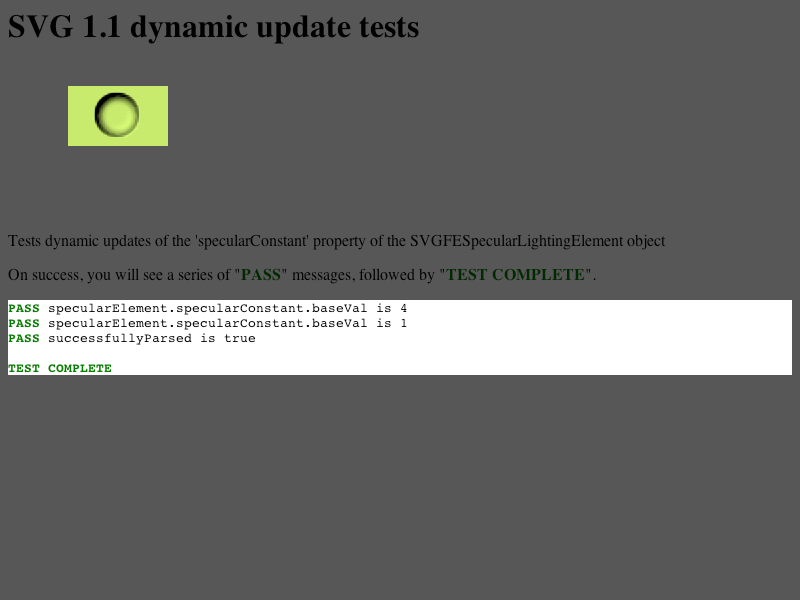 SVG 1.1 dynamic update tests
Tests dynamic updates of the 'specularConstant' property of the SVGFESpecularLightingElement object
On success, you will see a series of "PASS" messages, followed by "TEST COMPLETE".
PASS specularElement.specularConstant.baseVal is 4
PASS specularElement.specularConstant.baseVal is 1
PASS successfullyParsed is true
TEST COMPLETE